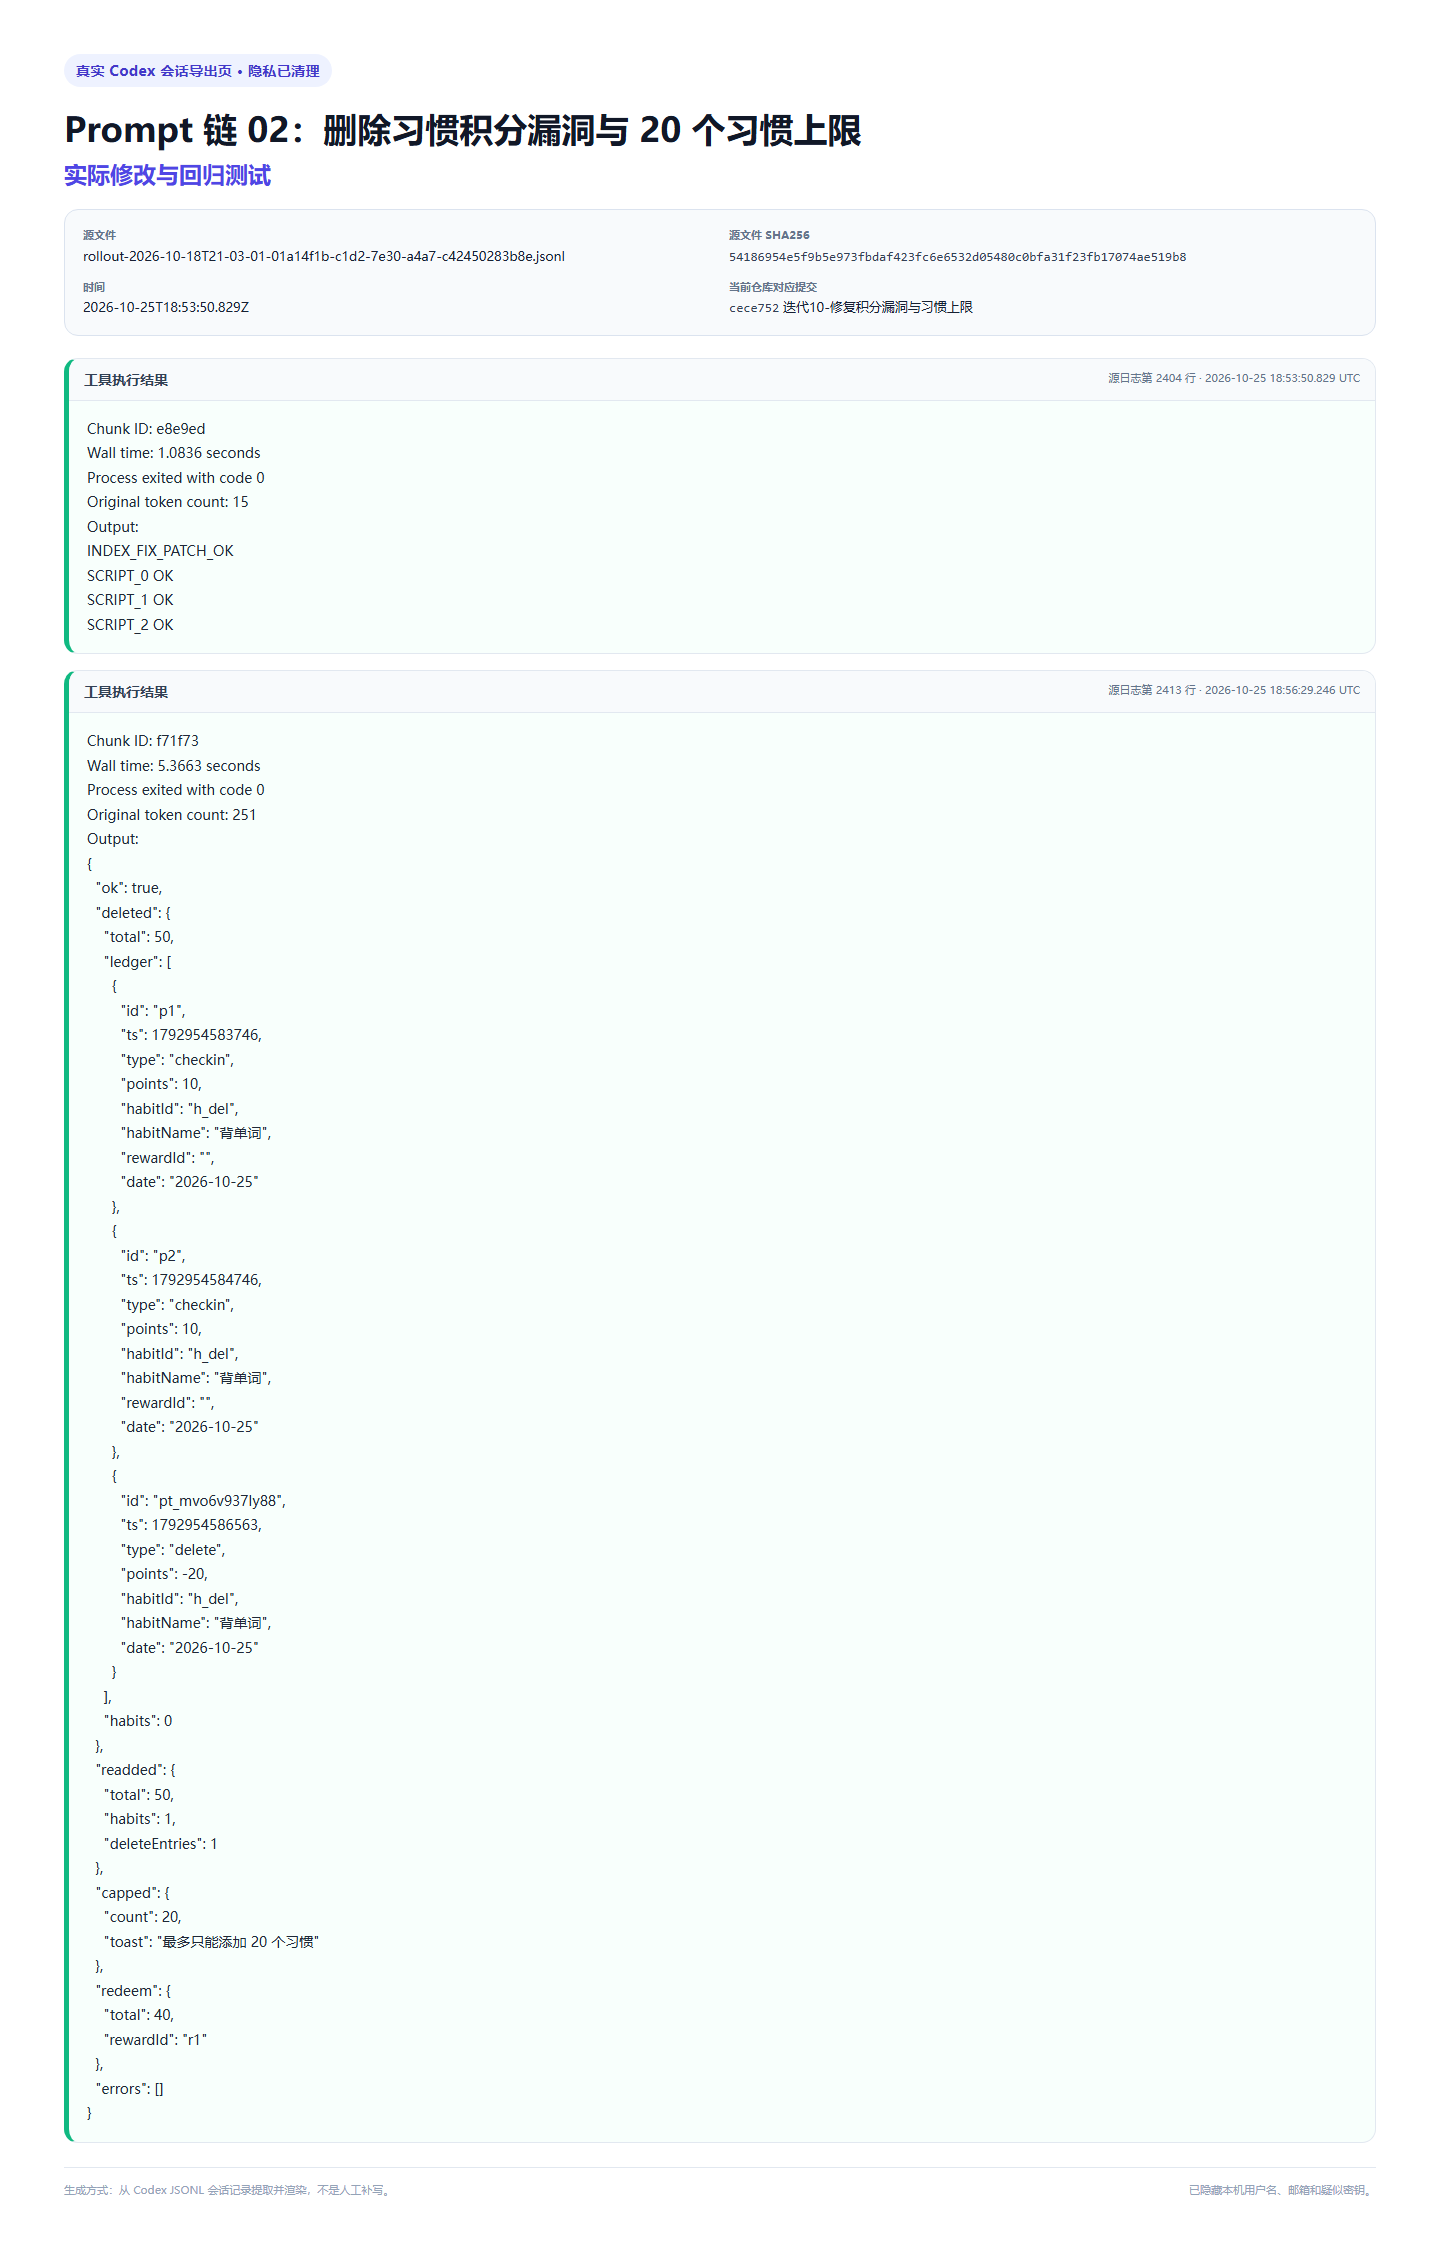 真实 Codex 会话导出页 • 隐私已清理
Prompt 链 02：删除习惯积分漏洞与 20 个习惯上限
实际修改与回归测试
源文件
rollout-2026-10-18T21-03-01-01a14f1b-c1d2-7e30-a4a7-c42450283b8e.jsonl
源文件 SHA256
54186954e5f9b5e973fbdaf423fc6e6532d05480c0bfa31f23fb17074ae519b8
时间
2026-10-25T18:53:50.829Z
当前仓库对应提交
cece752 迭代10-修复积分漏洞与习惯上限
工具执行结果
源日志第 2404 行 · 2026-10-25 18:53:50.829 UTC
Chunk ID: e8e9ed
Wall time: 1.0836 seconds
Process exited with code 0
Original token count: 15
Output:
INDEX_FIX_PATCH_OK
SCRIPT_0 OK
SCRIPT_1 OK
SCRIPT_2 OK
工具执行结果
源日志第 2413 行 · 2026-10-25 18:56:29.246 UTC
Chunk ID: f71f73
Wall time: 5.3663 seconds
Process exited with code 0
Original token count: 251
Output:
{
"ok": true,
"deleted": {
"total": 50,
"ledger": [
{
"id": "p1",
"ts": 1792954583746,
"type": "checkin",
"points": 10,
"habitId": "h_del",
"habitName": "背单词",
"rewardId": "",
"date": "2026-10-25"
},
{
"id": "p2",
"ts": 1792954584746,
"type": "checkin",
"points": 10,
"habitId": "h_del",
"habitName": "背单词",
"rewardId": "",
"date": "2026-10-25"
},
{
"id": "pt_mvo6v937ly88",
"ts": 1792954586563,
"type": "delete",
"points": -20,
"habitId": "h_del",
"habitName": "背单词",
"date": "2026-10-25"
}
],
"habits": 0
},
"readded": {
"total": 50,
"habits": 1,
"deleteEntries": 1
},
"capped": {
"count": 20,
"toast": "最多只能添加 20 个习惯"
},
"redeem": {
"total": 40,
"rewardId": "r1"
},
"errors": []
}
生成方式：从 Codex JSONL 会话记录提取并渲染，不是人工补写。
已隐藏本机用户名、邮箱和疑似密钥。